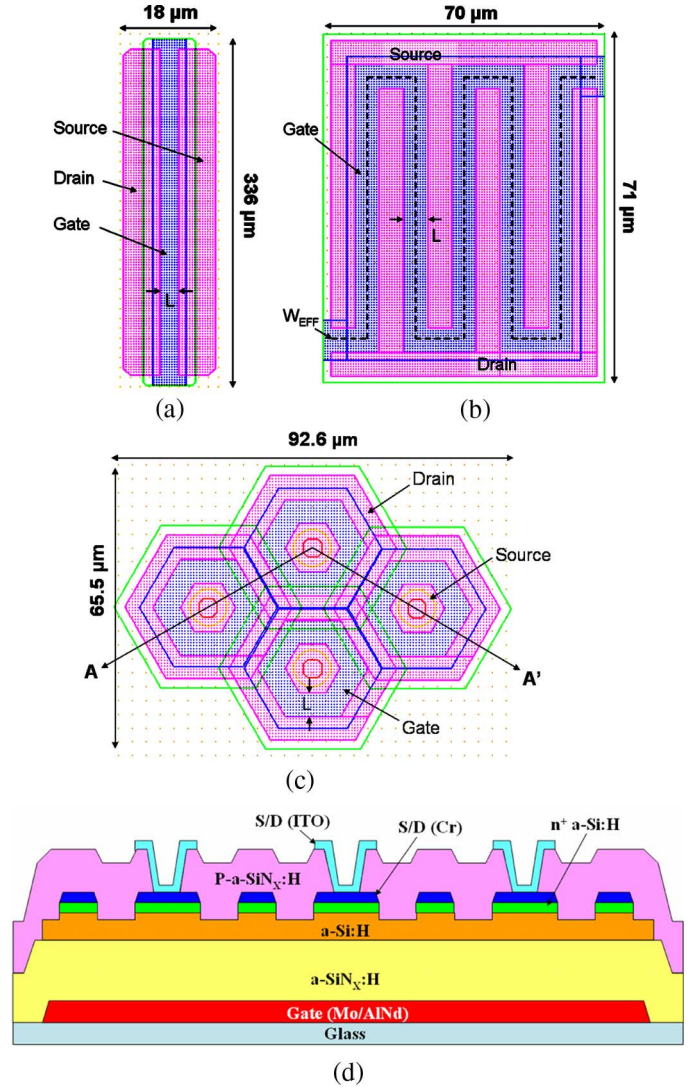 18 µm
Source
Drain
Gate
L
336 µm
(a)
70 µm
Source
Gate
L
W_EFF
Drain
71 µm
(b)
92.6 µm
65.5 µm
Drain
Source
A
A'
L
Gate
(c)
S/D (ITO)
S/D (Cr)
n⁺ a-Si:H
P-a-SiN_X:H
a-Si:H
a-SiN_X:H
Gate (Mo/AlNd)
Glass
(d)